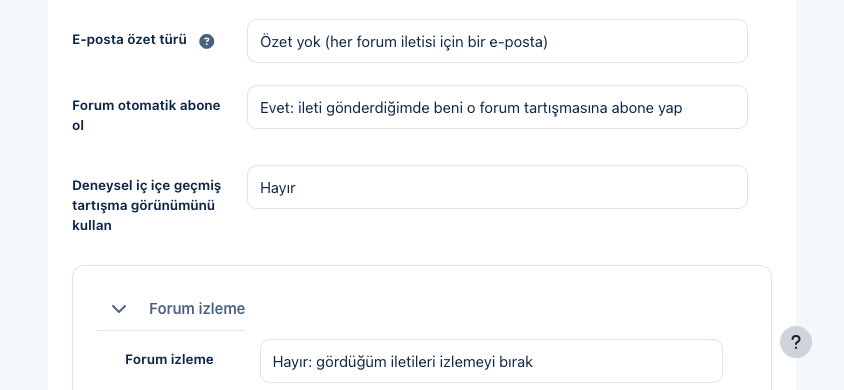 E-posta özet türü
?
Özet yok (her forum iletisi için bir e-posta)
Forum otomatik abone
ol
Evet: ileti gönderdiğimde beni o forum tartışmasına abone yap
Deneysel iç içe geçmiş
tartışma görünümünü
kullan
Hayır
Forum izleme
Forum izleme
Hayır: gördüğüm iletileri izlemeyi bırak
?